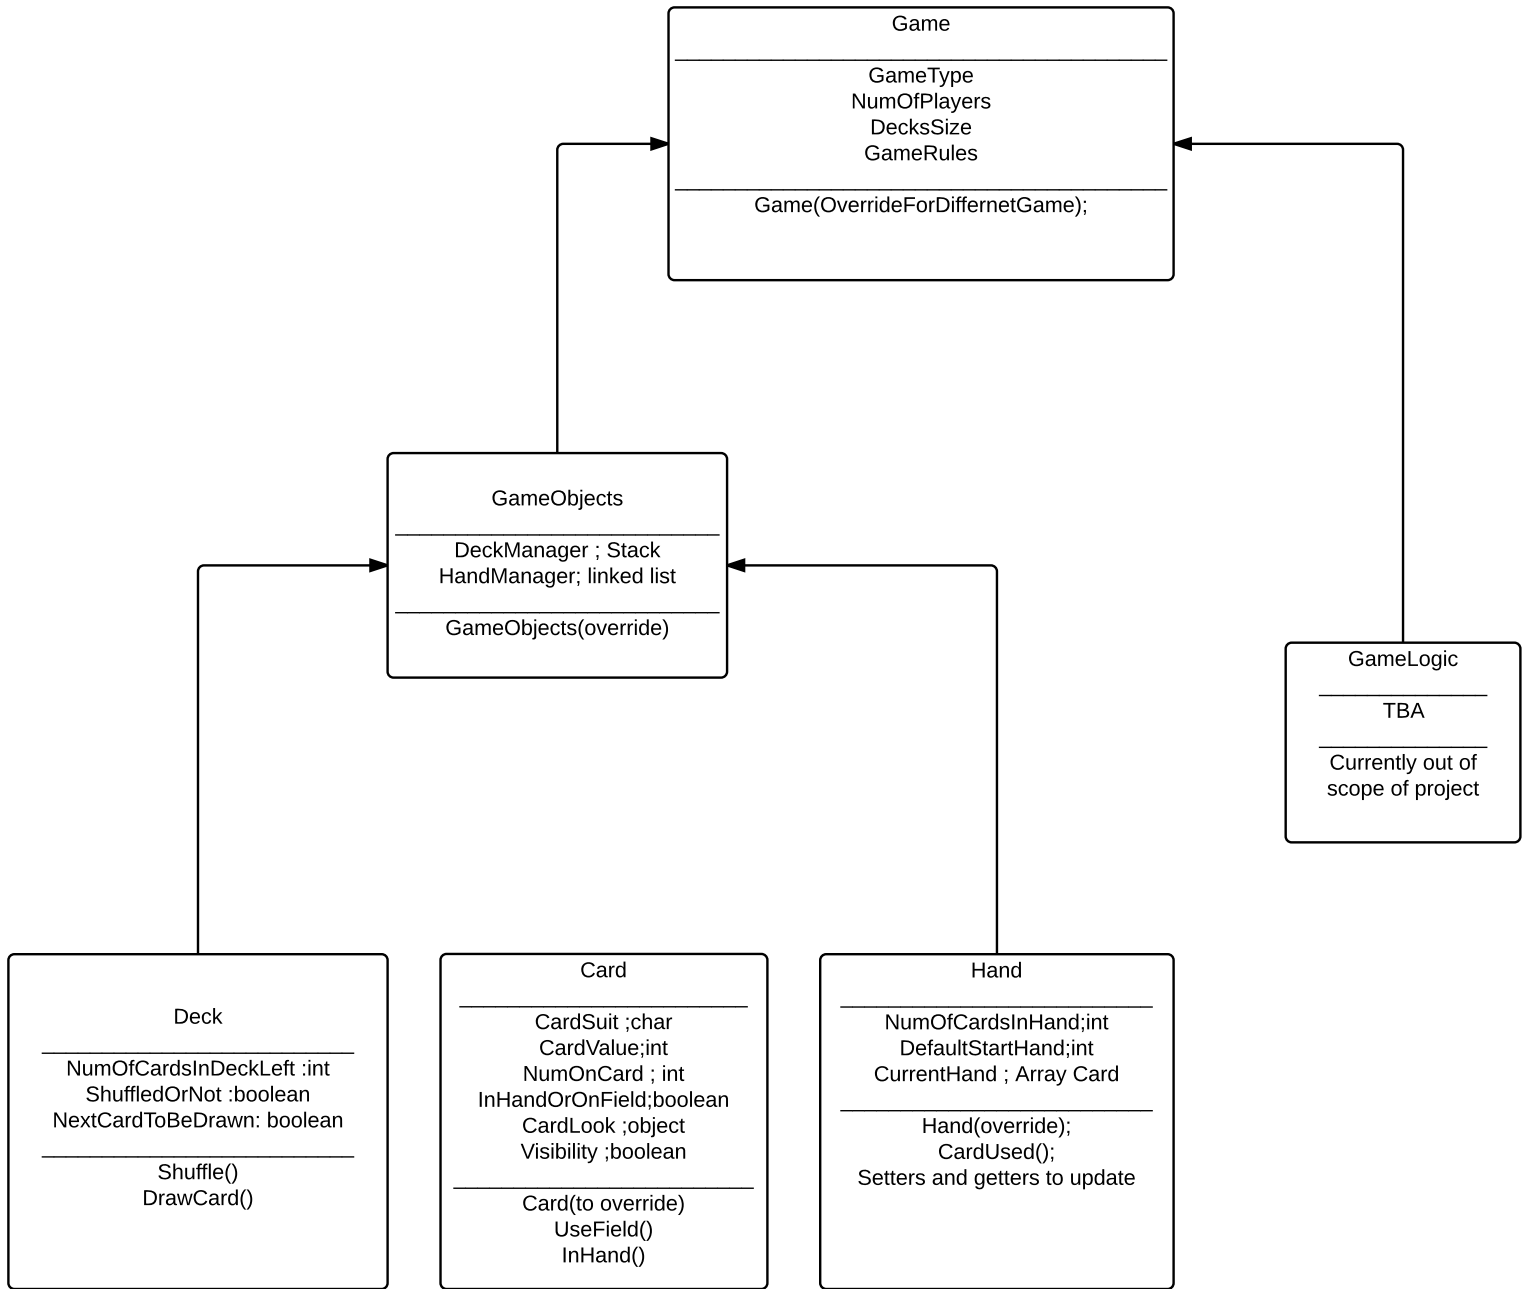 Game
GameType
NumOfPlayers
DecksSize
GameRules
Game(OverrideForDiffernetGame);
GameObjects
DeckManager ; Stack
HandManager; linked list
GameObjects(override)
GameLogic
TBA
Currently out of
scope of project
Deck
NumOfCardsInDeckLeft :int
ShuffledOrNot :boolean
NextCardToBeDrawn: boolean
Shuffle()
DrawCard()
Card
CardSuit ;char
CardValue;int
NumOnCard ; int
InHandOrOnField;boolean
CardLook ;object
Visibility ;boolean
Card(to override)
UseField()
InHand()
Hand
NumOfCardsInHand;int
DefaultStartHand;int
CurrentHand ; Array Card
Hand(override);
CardUsed();
Setters and getters to update